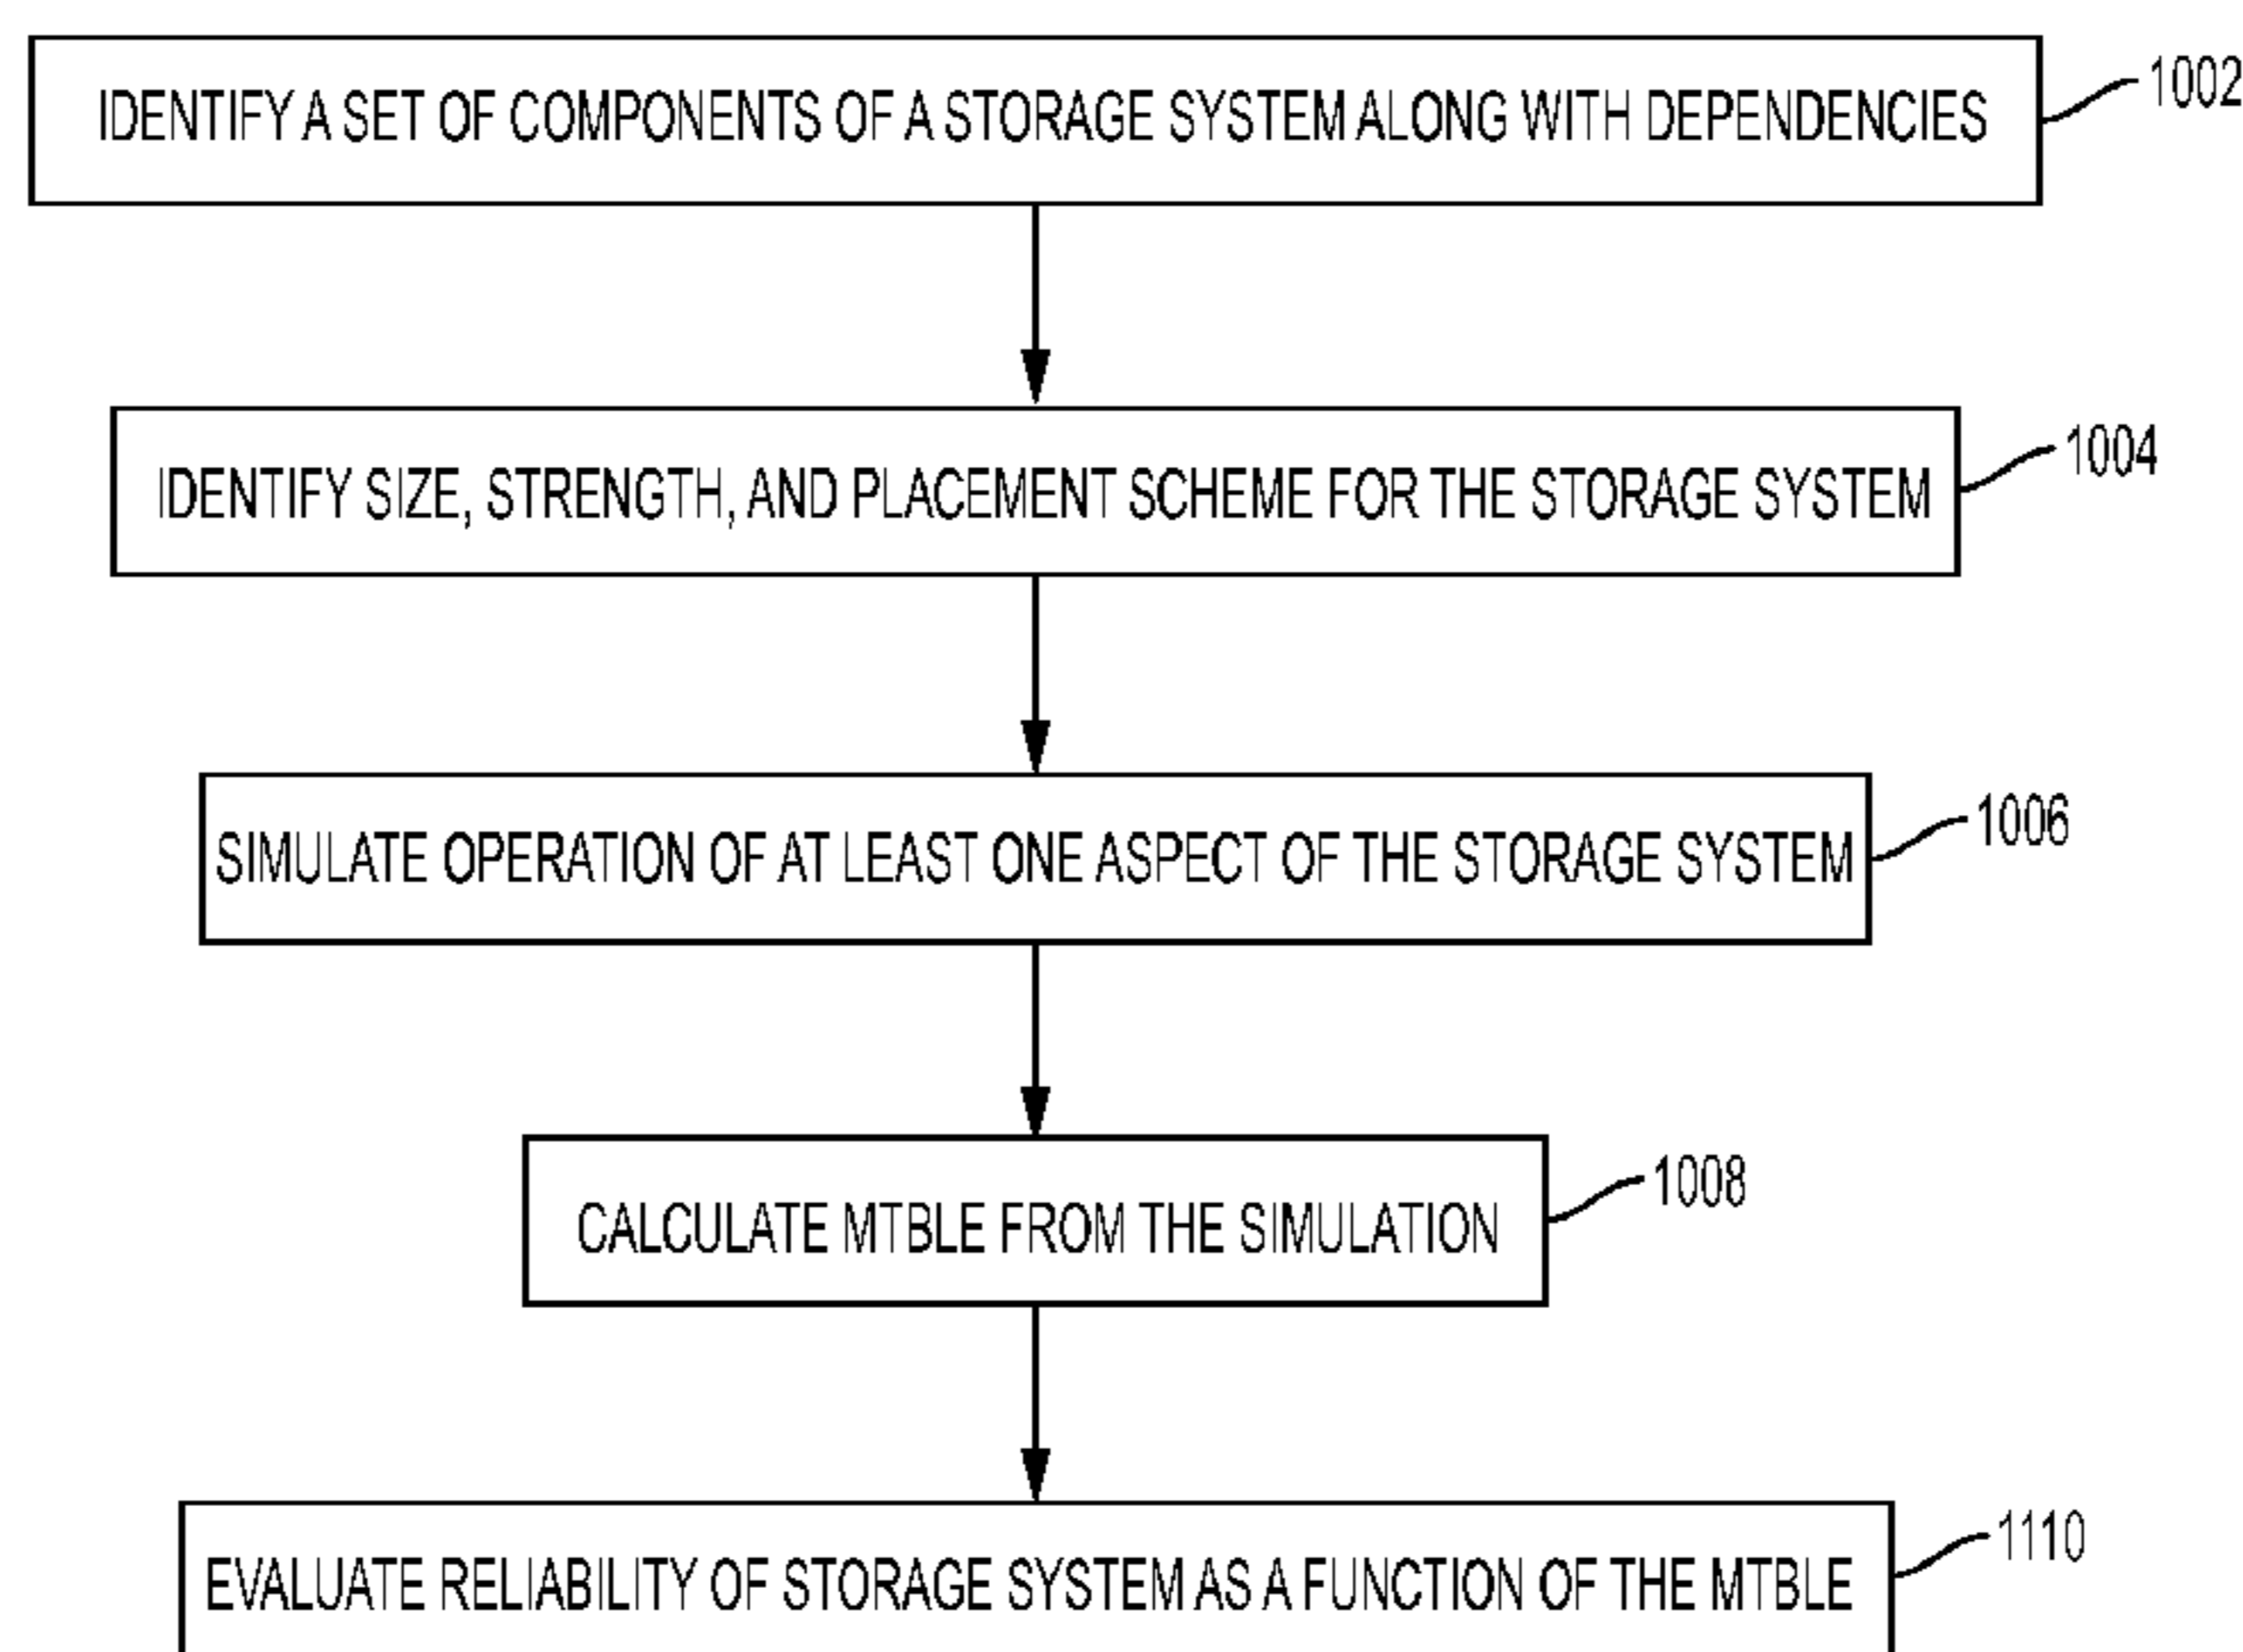 IDENTIFY A SET OF COMPONENTS OF A STORAGE SYSTEM ALONG WITH DEPENDENCIES
1002
IDENTIFY SIZE, STRENGTH, AND PLACEMENT SCHEME FOR THE STORAGE SYSTEM
1004
SIMULATE OPERATION OF AT LEAST ONE ASPECT OF THE STORAGE SYSTEM
1006
CALCULATE MTBLE FROM THE SIMULATION
1008
EVALUATE RELIABILITY OF STORAGE SYSTEM AS A FUNCTION OF THE MTBLE
1110